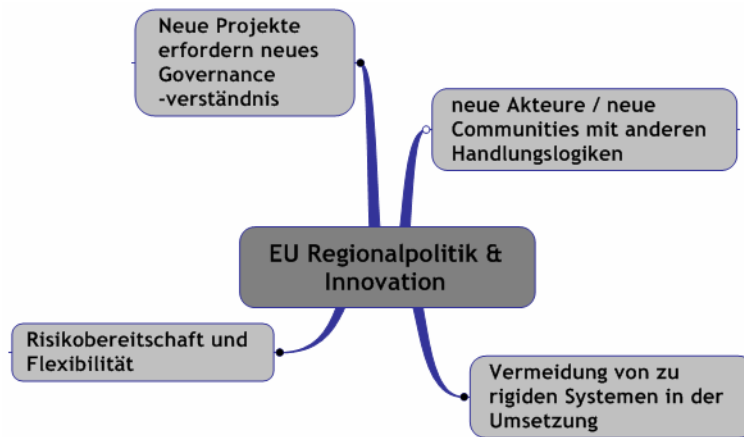 Neue Projekte
erfordern neues
Governance
-verständnis
neue Akteure / neue
Communities mit anderen
Handlungslogiken
EU Regionalpolitik &
Innovation
Risikobereitschaft und
Flexibilität
Vermeidung von zu
rigiden Systemen in der
Umsetzung